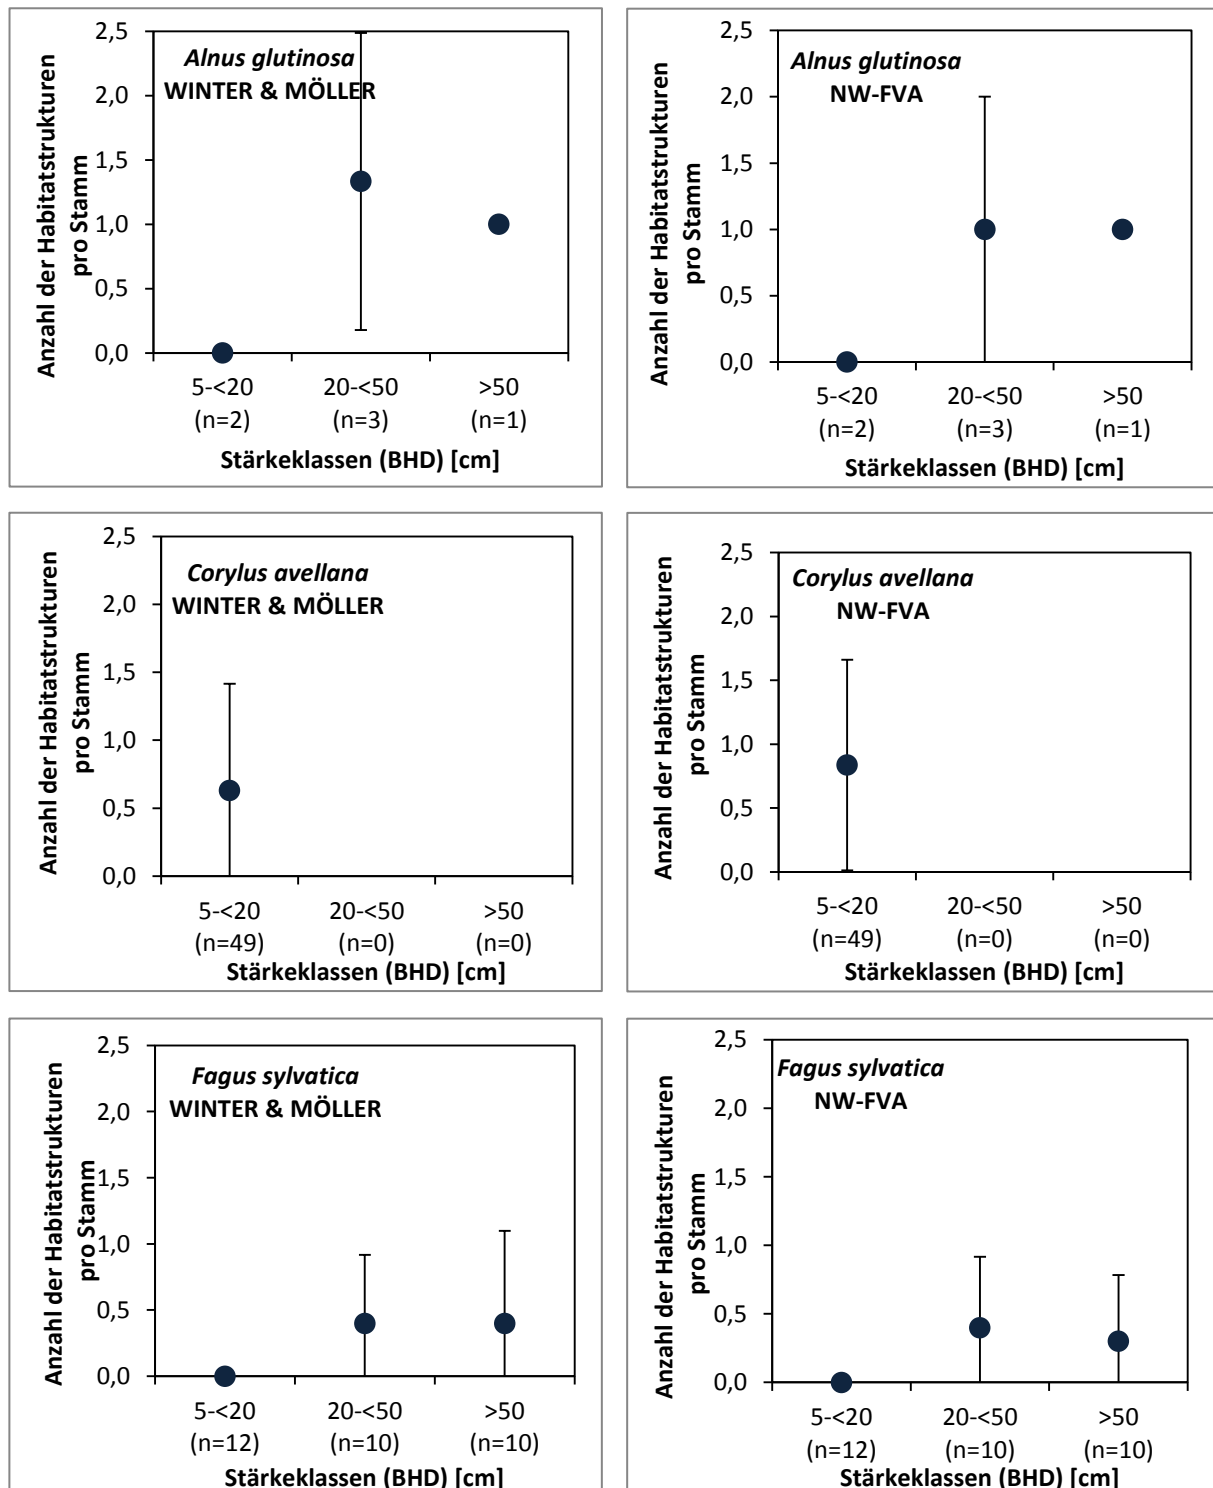 Anzahl der Habitatstrukturen
pro Stamm
2,5
2,0
1,5
1,0
0,5
0,0
Alnus glutinosa
WINTER & MÖLLER
5-<20
20-<50
>50
(n=2)
(n=3)
(n=1)
Stärkeklassen (BHD) [cm]
Anzahl der Habitatstrukturen
pro Stamm
2,5
2,0
1,5
1,0
0,5
0,0
Alnus glutinosa
NW-FVA
5-<20
20-<50
>50
(n=2)
(n=3)
(n=1)
Stärkeklassen (BHD) [cm]
Anzahl der Habitatstrukturen
pro Stamm
2,5
2,0
1,5
1,0
0,5
0,0
Corylus avellana
WINTER & MÖLLER
5-<20
20-<50
>50
(n=49)
(n=0)
(n=0)
Stärkeklassen (BHD) [cm]
Anzahl der Habitatstrukturen
pro Stamm
2,5
2,0
1,5
1,0
0,5
0,0
Corylus avellana
NW-FVA
5-<20
20-<50
>50
(n=49)
(n=0)
(n=0)
Stärkeklassen (BHD) [cm]
Anzahl der Habitatstrukturen
pro Stamm
2,5
2,0
1,5
1,0
0,5
0,0
Fagus sylvatica
WINTER & MÖLLER
5-<20
20-<50
>50
(n=12)
(n=10)
(n=10)
Stärkeklassen (BHD) [cm]
Anzahl der Habitatstrukturen
pro Stamm
2,5
2,0
1,5
1,0
0,5
0,0
Fagus sylvatica
NW-FVA
5-<20
20-<50
>50
(n=12)
(n=10)
(n=10)
Stärkeklassen (BHD) [cm]